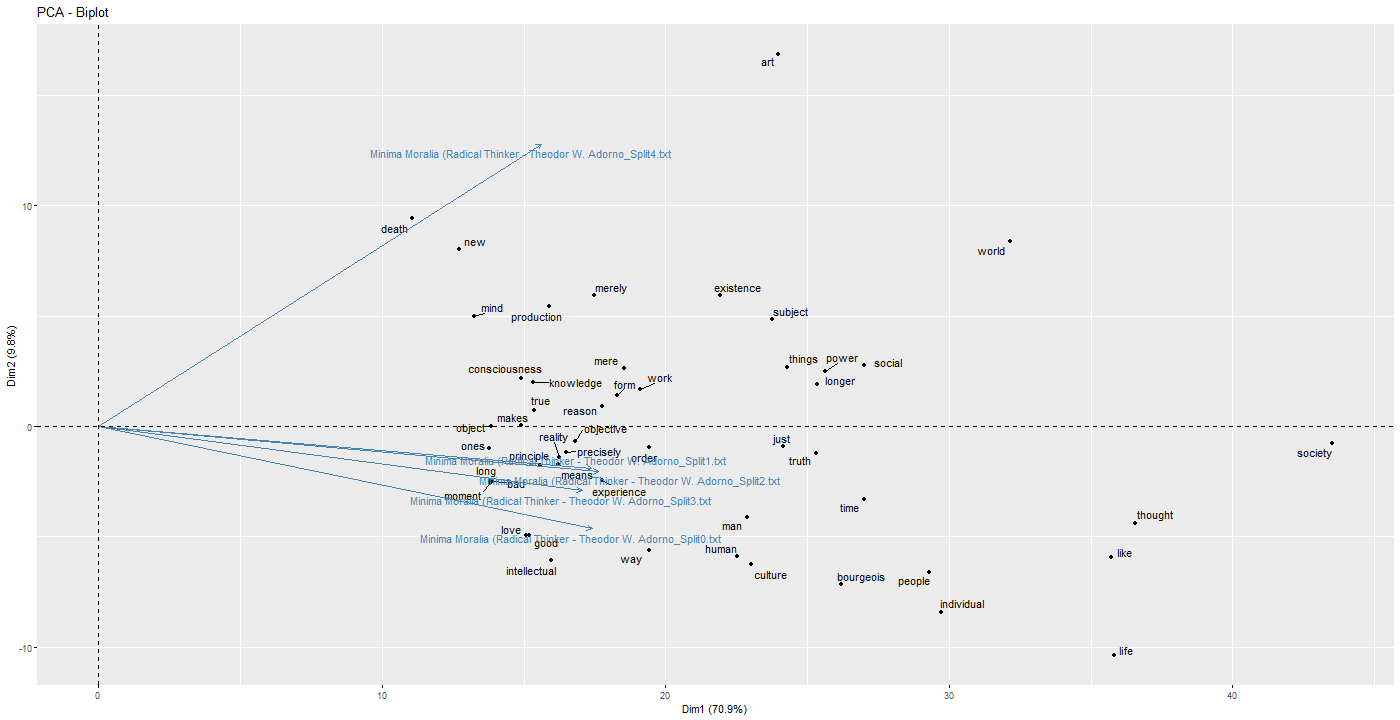 PCA - Biplot
art
Minima Moralia (Radical Thinker - Theodor W. Adorno_Split4.txt
10
death
new
world
merely
existence
mind
production
subject
mere
things
power
social
consciousness
knowledge
form
work
longer
true
reason
Dim2 (9.8%)
0
object
makes
objective
reality
just
ones
precisely
principle
order
truth
society
Minima Moralia (Radical Thinker - Theodor W. Adorno_Split1.txt
long
means
bad
Minima Moralia (Radical Thinker - Theodor W. Adorno_Split2.txt
moment
experience
Minima Moralia (Radical Thinker - Theodor W. Adorno_Split3.txt
time
thought
man
love
Minima Moralia (Radical Thinker - Theodor W. Adorno_Split0.txt
good
human
like
way
intellectual
culture
bourgeois
people
individual
-10
life
0
10
20
30
40
Dim1 (70.9%)